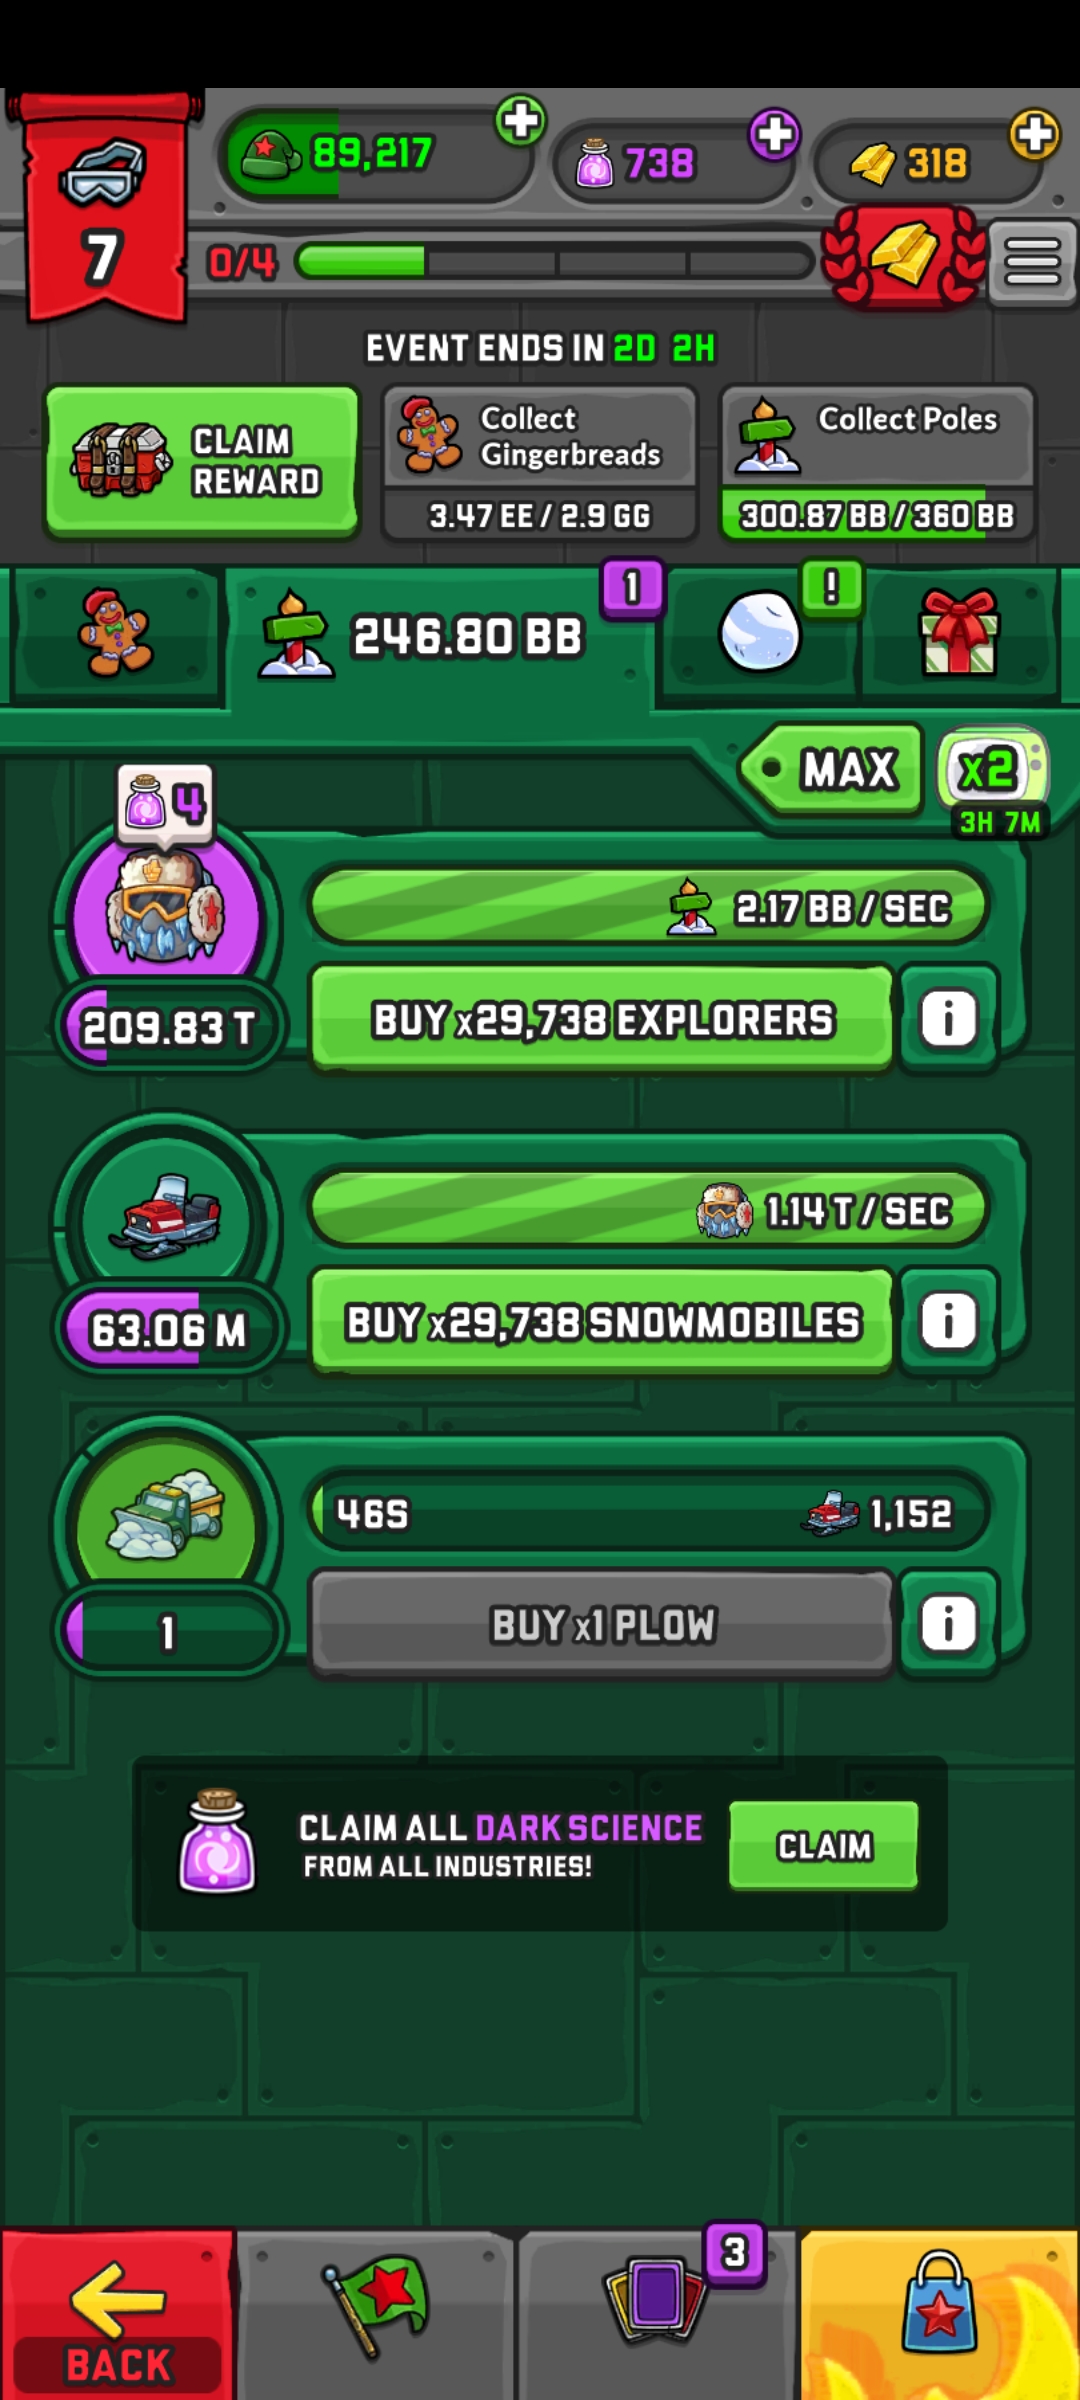 89,217
738
318
7
0/4
EVENT ENDS IN 2D 2H
CLAIM
REWARD
Collect
Gingerbreads
3.47 EE / 2.9 GG
Collect Poles
300.87 BB / 360 BB
246.80 BB
1
!
MAX
x2
3H 7M
4
2.17 BB / SEC
209.83 T
BUY x29,738 EXPLORERS
i
1.14 T / SEC
63.06 M
BUY x29,738 SNOWMOBILES
i
46S
1,152
1
BUY x1 PLOW
i
CLAIM ALL DARK SCIENCE
FROM ALL INDUSTRIES!
CLAIM
3
BACK